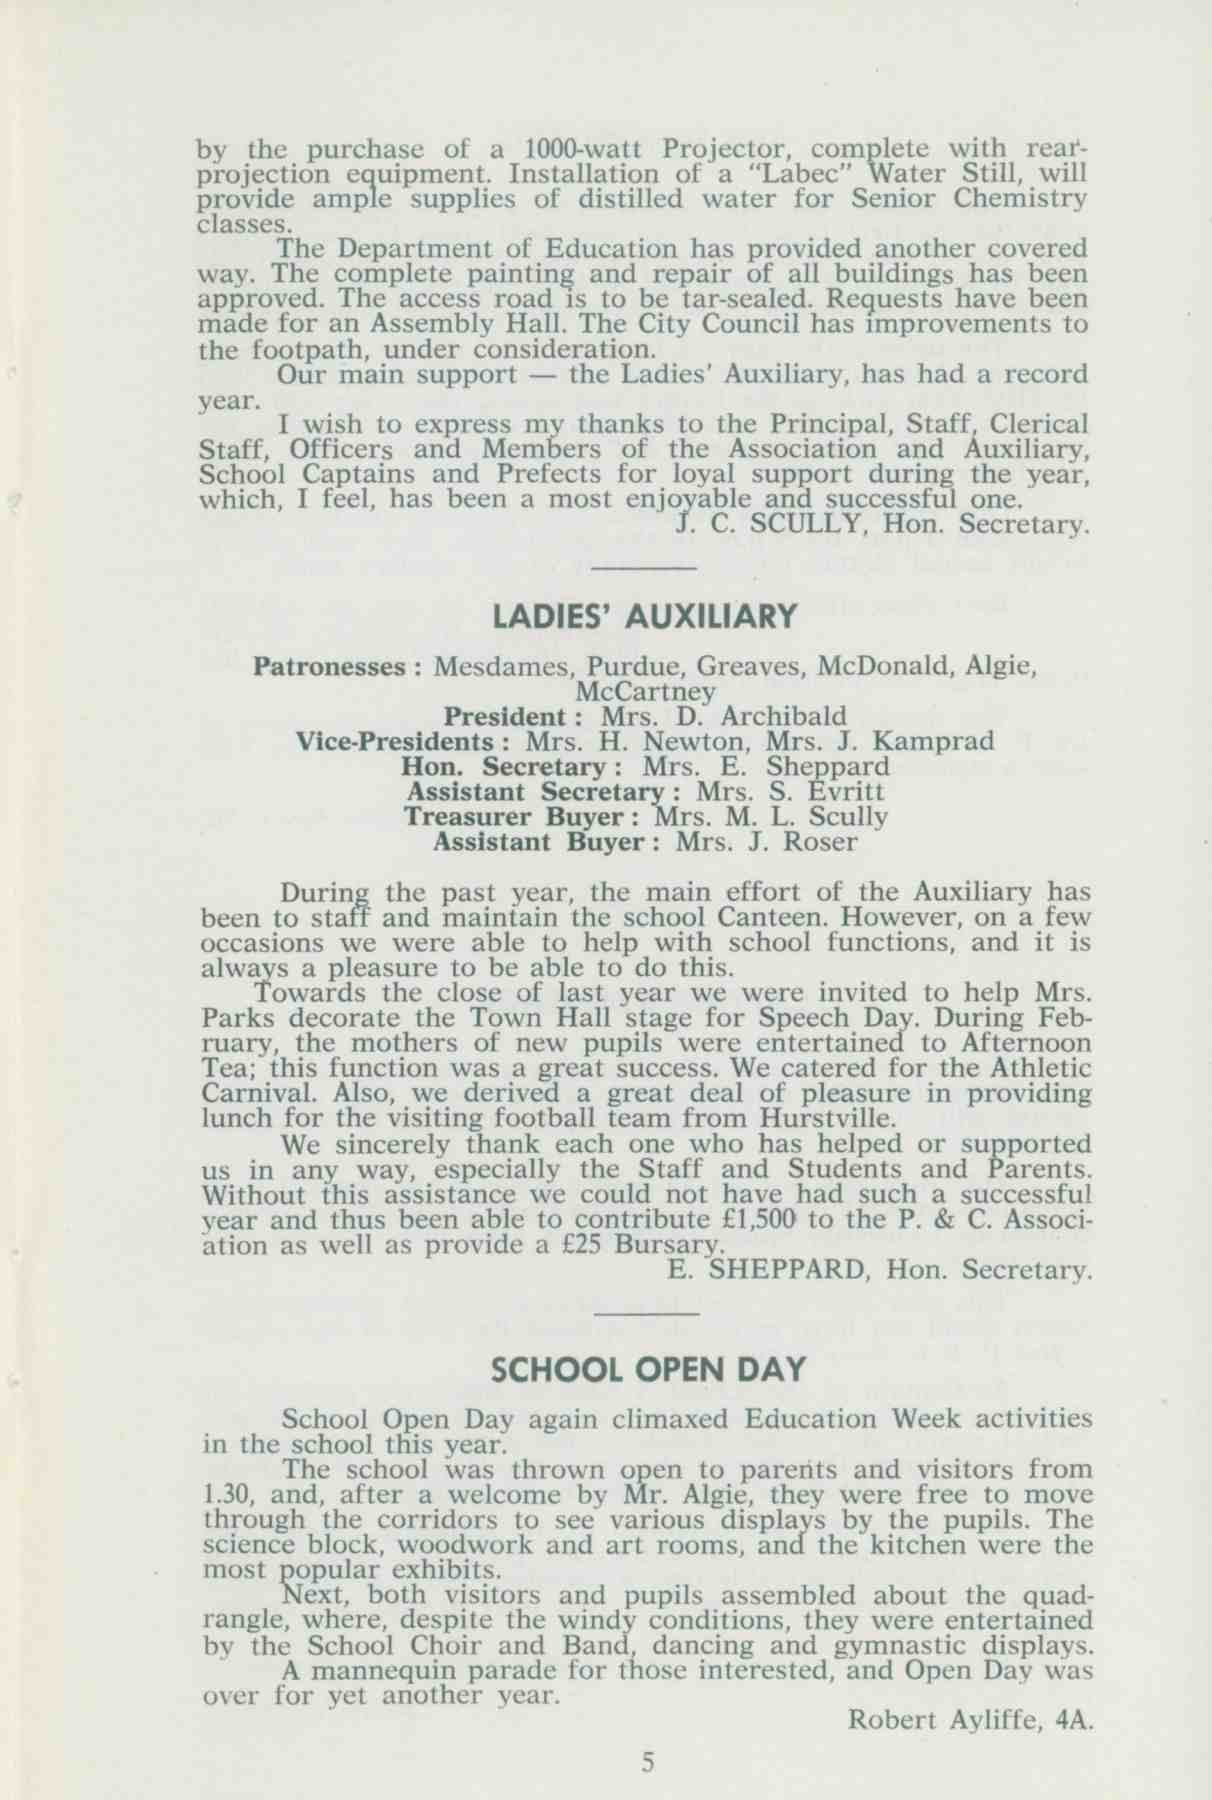 by the purchase of a 1000-watt Projector, complete with rear-
projection equipment. Installation of a "Labec" Water Still, will
provide ample supplies of distilled water for Senior Chemistry
classes.
The Department of Education has provided another covered
way. The complete painting and repair of all buildings has been
approved. The access road is to be tar-sealed. Requests have been
made for an Assembly Hall. The City Council has improvements to
the footpath, under consideration.
Our main support — the Ladies' Auxiliary, has had a record
year.
I wish to express my thanks to the Principal, Staff, Clerical
Staff, Officers and Members of the Association and Auxiliary,
School Captains and Prefects for loyal support during the year,
which, I feel, has been a most enjoyable and successful one.
J. C. SCULLY, Hon. Secretary.
LADIES' AUXILIARY
Patronesses : Mesdames, Purdue, Greaves, McDonald, Algie,
McCartney
President : Mrs. D. Archibald
Vice-Presidents : Mrs. H. Newton, Mrs. J. Kamprad
Hon. Secretary : Mrs. E. Sheppard
Assistant Secretary : Mrs. S. Evritt
Treasurer Buyer : Mrs. M. L. Scully
Assistant Buyer : Mrs. J. Roser
During the past year, the main effort of the Auxiliary has
been to staff and maintain the school Canteen. However, on a few
occasions we were able to help with school functions, and it is
always a pleasure to be able to do this.
Towards the close of last year we were invited to help Mrs.
Parks decorate the Town Hall stage for Speech Day. During Feb-
ruary, the mothers of new pupils were entertained to Afternoon
Tea; this function was a great success. We catered for the Athletic
Carnival. Also, we derived a great deal of pleasure in providing
lunch for the visiting football team from Hurstville.
We sincerely thank each one who has helped or supported
us in any way, especially the Staff and Students and Parents.
Without this assistance we could not have had such a successful
year and thus been able to contribute £1,500 to the P. & C. Associ-
ation as well as provide a £25 Bursary.
E. SHEPPARD, Hon. Secretary.
SCHOOL OPEN DAY
School Open Day again climaxed Education Week activities
in the school this year.
The school was thrown open to parents and visitors from
1.30, and, after a welcome by Mr. Algie, they were free to move
through the corridors to see various displays by the pupils. The
science block, woodwork and art rooms, and the kitchen were the
most popular exhibits.
Next, both visitors and pupils assembled about the quad-
rangle, where, despite the windy conditions, they were entertained
by the School Choir and Band, dancing and gymnastic displays.
A mannequin parade for those interested, and Open Day was
over for yet another year.
Robert Ayliffe, 4A.
5